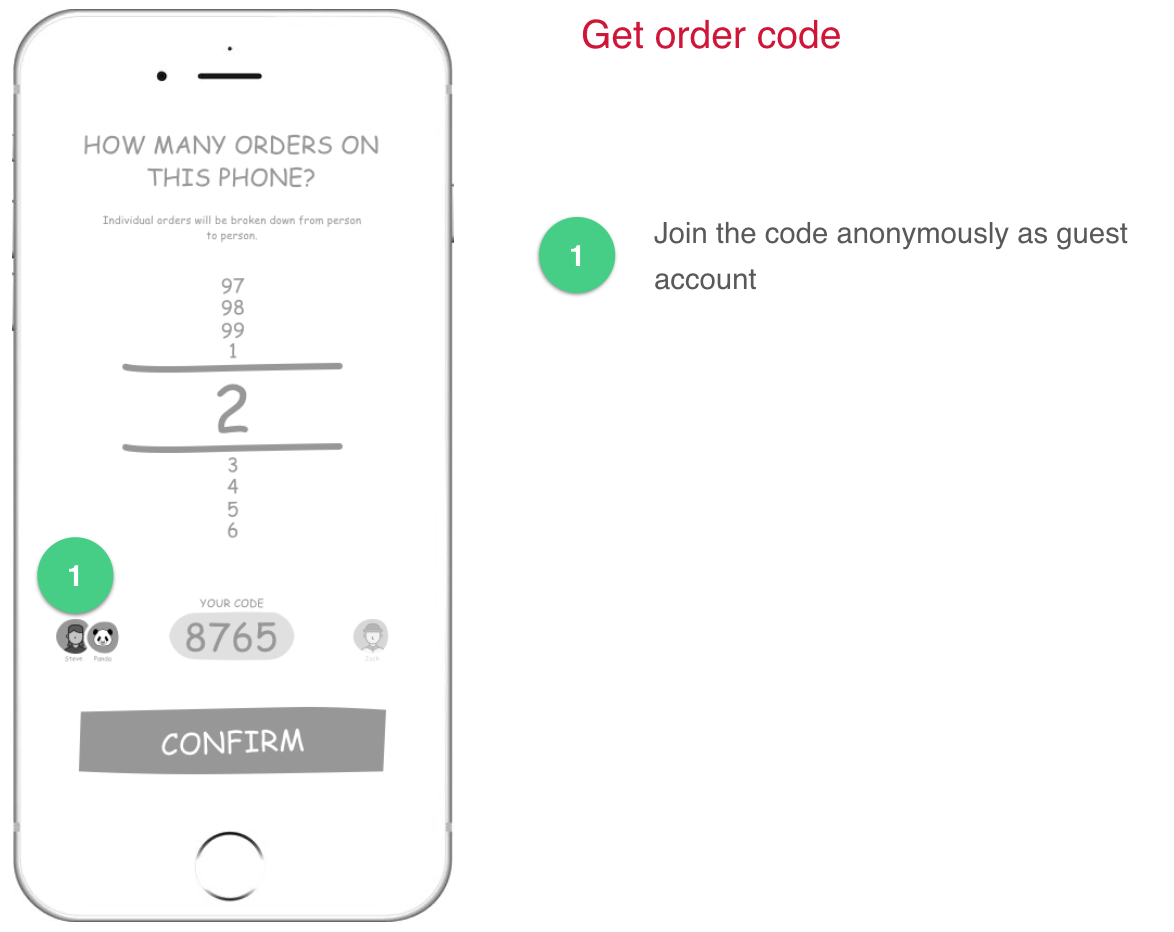 Get order code
HOW MANY ORDERS ON
THIS PHONE?
Individual orders will be broken down from person
to person.
97
98
99
1
2
3
4
5
6
1
YOUR CODE
8765
Steve
Panda
Jack
CONFIRM
1
Join the code anonymously as guest
account